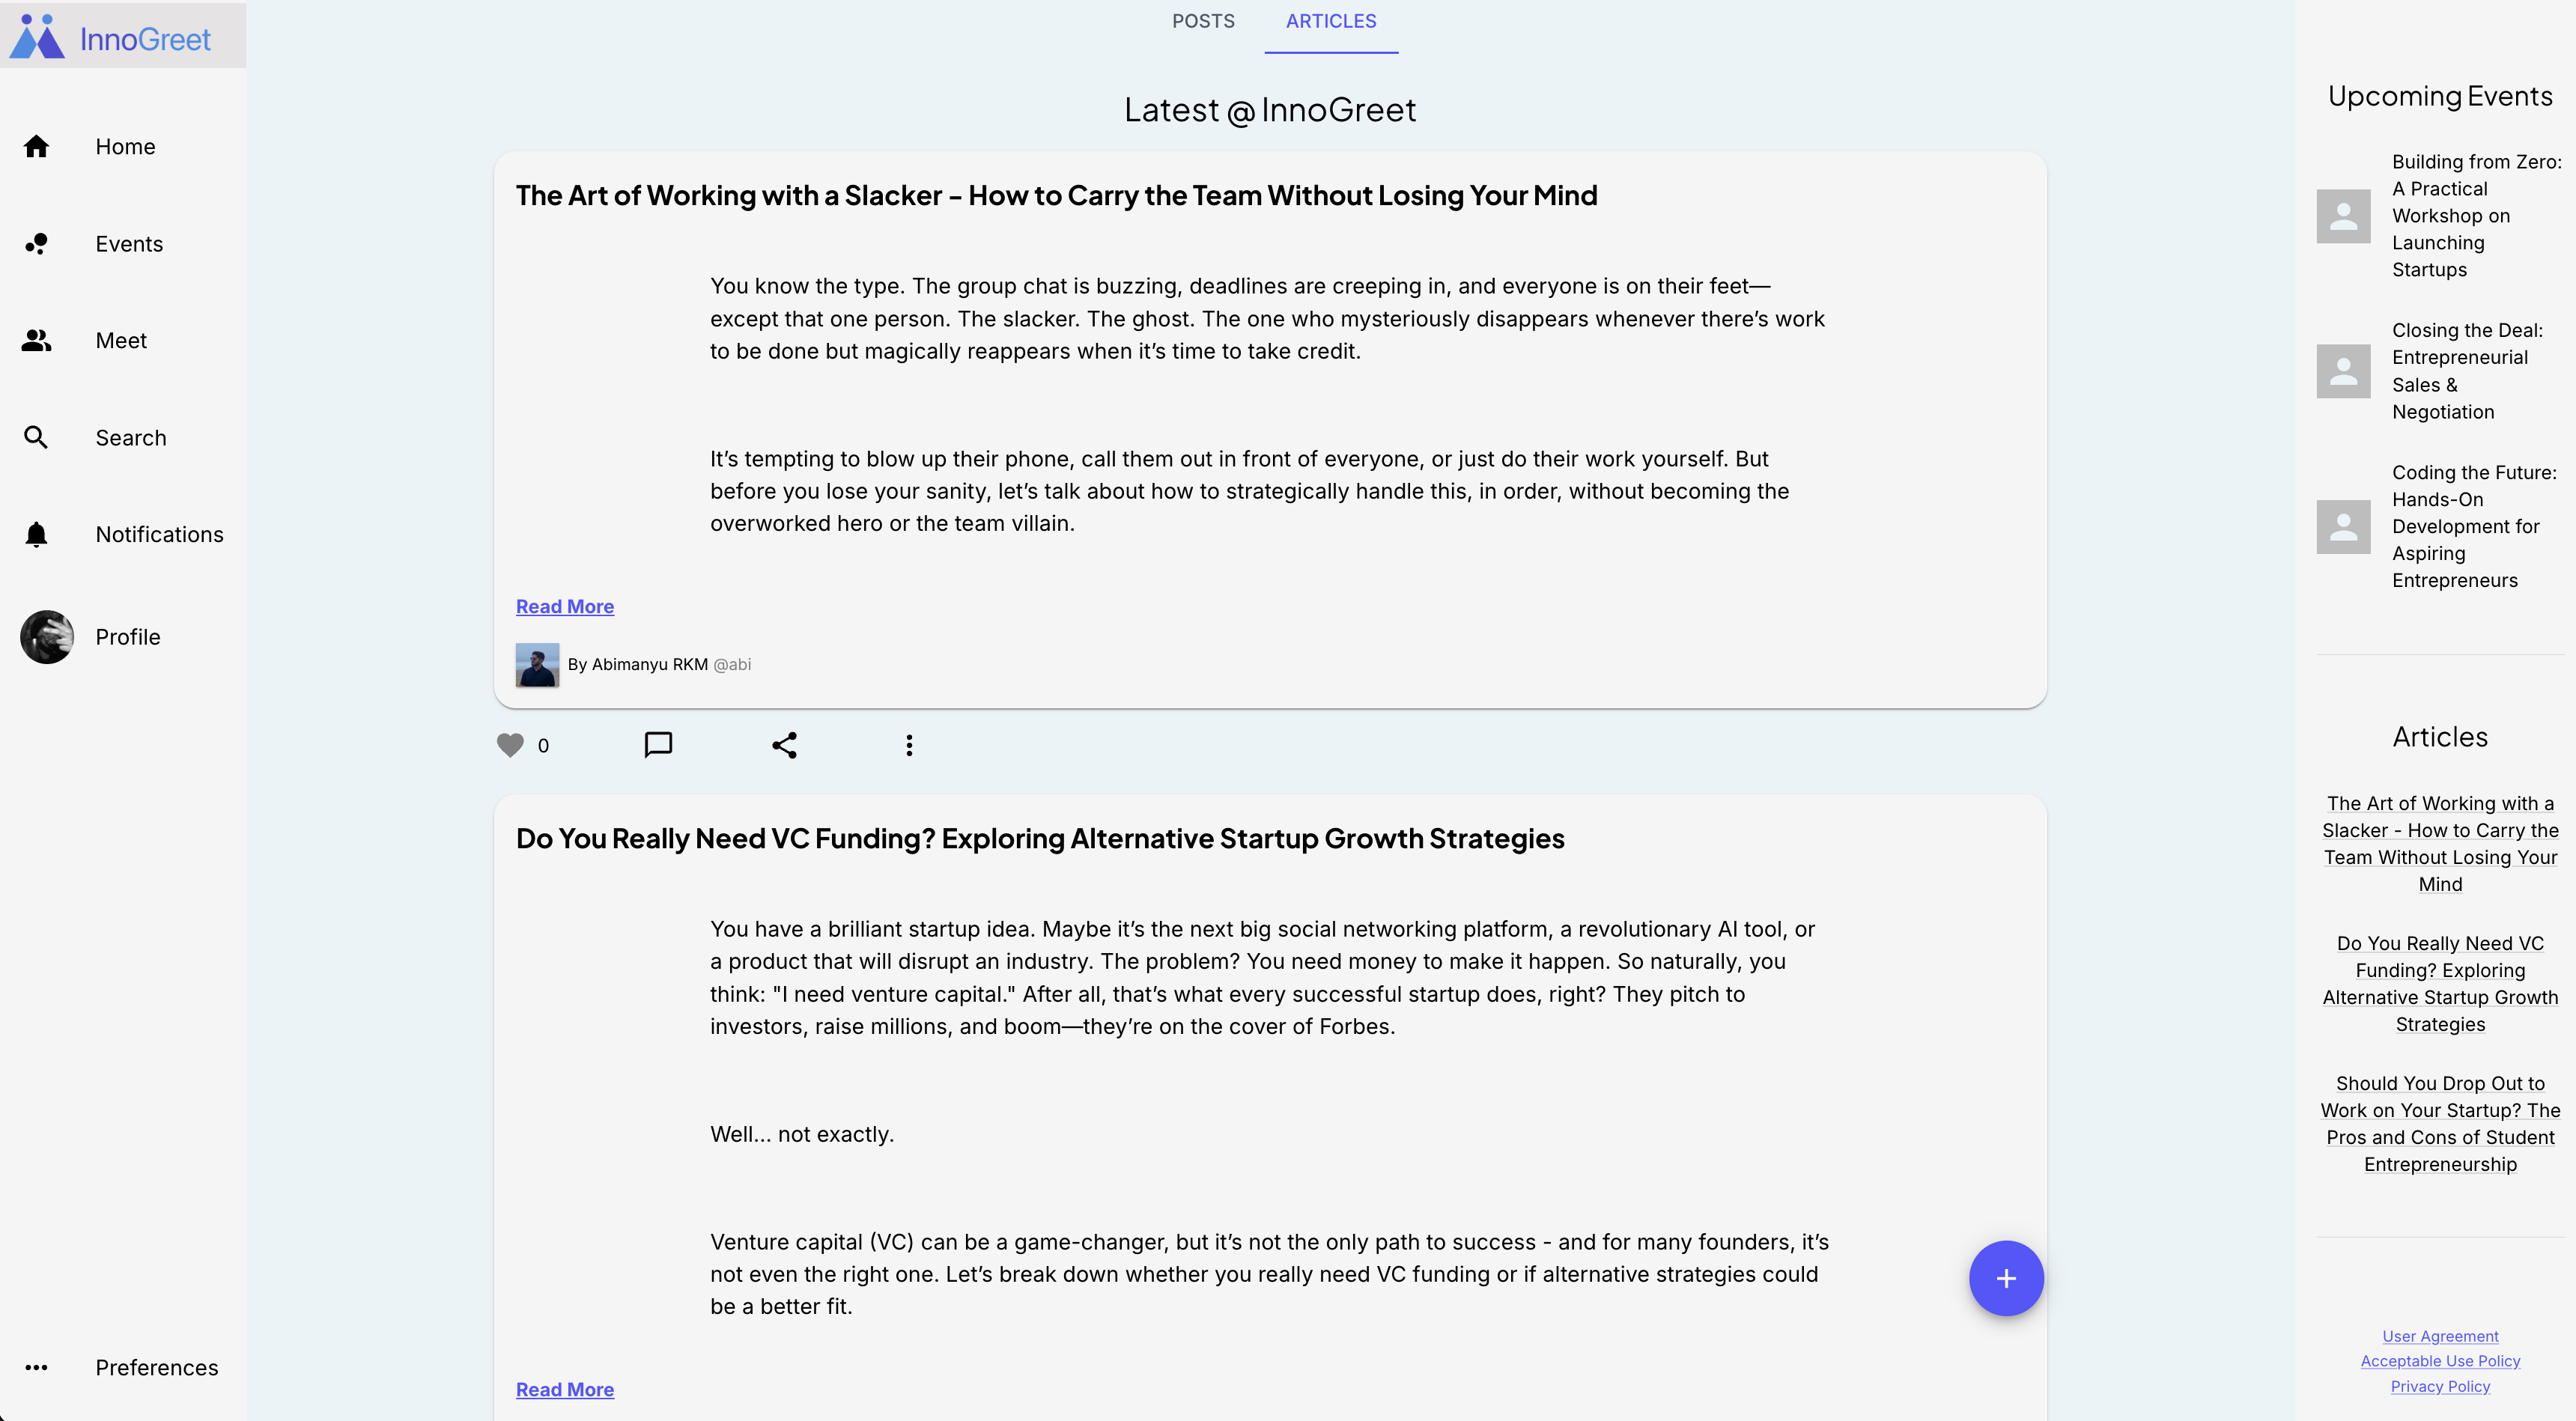 InnoGreet
Home
Events
Meet
Search
Notifications
Profile
Preferences
POSTS
ARTICLES
Latest @ InnoGreet
The Art of Working with a Slacker - How to Carry the Team Without Losing Your Mind
You know the type. The group chat is buzzing, deadlines are creeping in, and everyone is on their feet—
except that one person. The slacker. The ghost. The one who mysteriously disappears whenever there’s work
to be done but magically reappears when it’s time to take credit.
It’s tempting to blow up their phone, call them out in front of everyone, or just do their work yourself. But
before you lose your sanity, let’s talk about how to strategically handle this, in order, without becoming the
overworked hero or the team villain.
Read More
By Abimanyu RKM @abi
0
Do You Really Need VC Funding? Exploring Alternative Startup Growth Strategies
You have a brilliant startup idea. Maybe it’s the next big social networking platform, a revolutionary AI tool, or
a product that will disrupt an industry. The problem? You need money to make it happen. So naturally, you
think: "I need venture capital." After all, that’s what every successful startup does, right? They pitch to
investors, raise millions, and boom—they’re on the cover of Forbes.
Well... not exactly.
Venture capital (VC) can be a game-changer, but it’s not the only path to success - and for many founders, it’s
not even the right one. Let’s break down whether you really need VC funding or if alternative strategies could
be a better fit.
Read More
Upcoming Events
Building from Zero:
A Practical
Workshop on
Launching
Startups
Closing the Deal:
Entrepreneurial
Sales &
Negotiation
Coding the Future:
Hands-On
Development for
Aspiring
Entrepreneurs
Articles
The Art of Working with a
Slacker - How to Carry the
Team Without Losing Your
Mind
Do You Really Need VC
Funding? Exploring
Alternative Startup Growth
Strategies
Should You Drop Out to
Work on Your Startup? The
Pros and Cons of Student
Entrepreneurship
User Agreement
Acceptable Use Policy
Privacy Policy